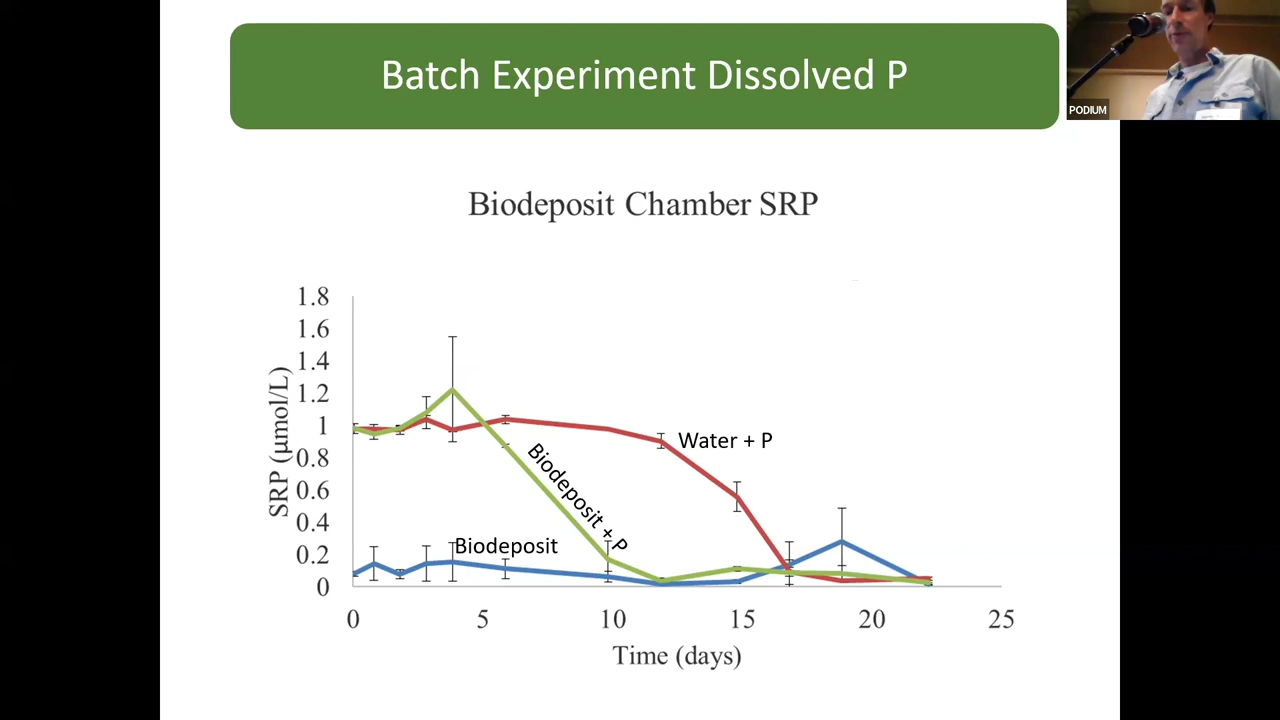 Batch Experiment Dissolved P
PODIUM
Biodeposit Chamber SRP
1.8
1.6
1.4
1.2
1
0.8
0.6
0.4
0.2
0
SRP (µmol/L)
Water + P
Biodeposit + P
Biodeposit
0 5 10 15 20 25
Time (days)